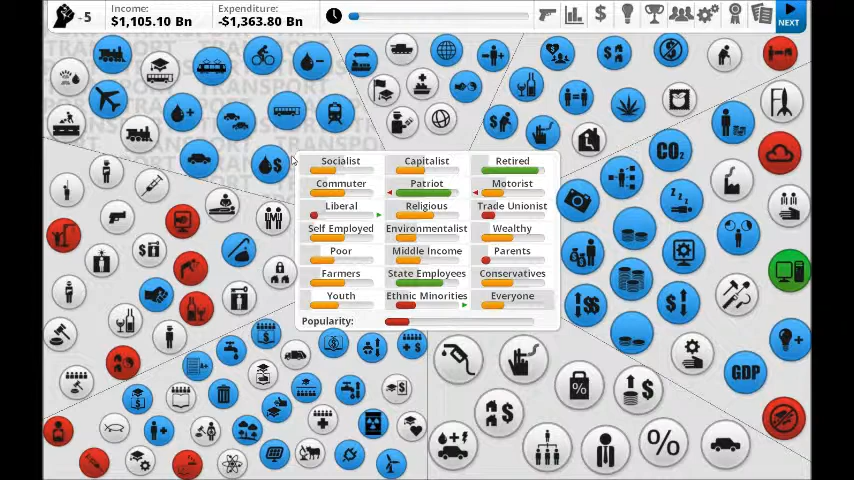 +5
Income:
$1,105.10 Bn
Expenditure:
-$1,363.80 Bn
NEXT
TRANSPORT
Socialist Capitalist Retired
Commuter Patriot Motorist
Liberal Religious Trade Unionist
Self Employed Environmentalist Wealthy
Poor Middle Income Parents
Farmers State Employees Conservatives
Youth Ethnic Minorities Everyone
Popularity:
CO2
GDP